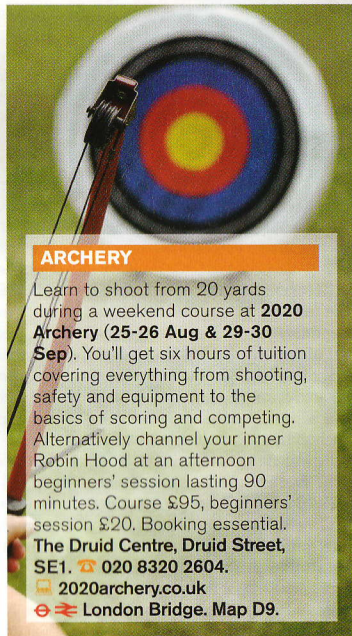 ARCHERY
Learn to shoot from 20 yards
during a weekend course at 2020
Archery (25-26 Aug & 29-30
Sep). You'll get six hours of tuition
covering everything from shooting,
safety and equipment to the
basics of scoring and competing.
Alternatively channel your inner
Robin Hood at an afternoon
beginners' session lasting 90
minutes. Course £95, beginners'
session £20. Booking essential.
The Druid Centre, Druid Street,
SE1. ☎ 020 8320 2604.
2020archery.co.uk
London Bridge. Map D9.